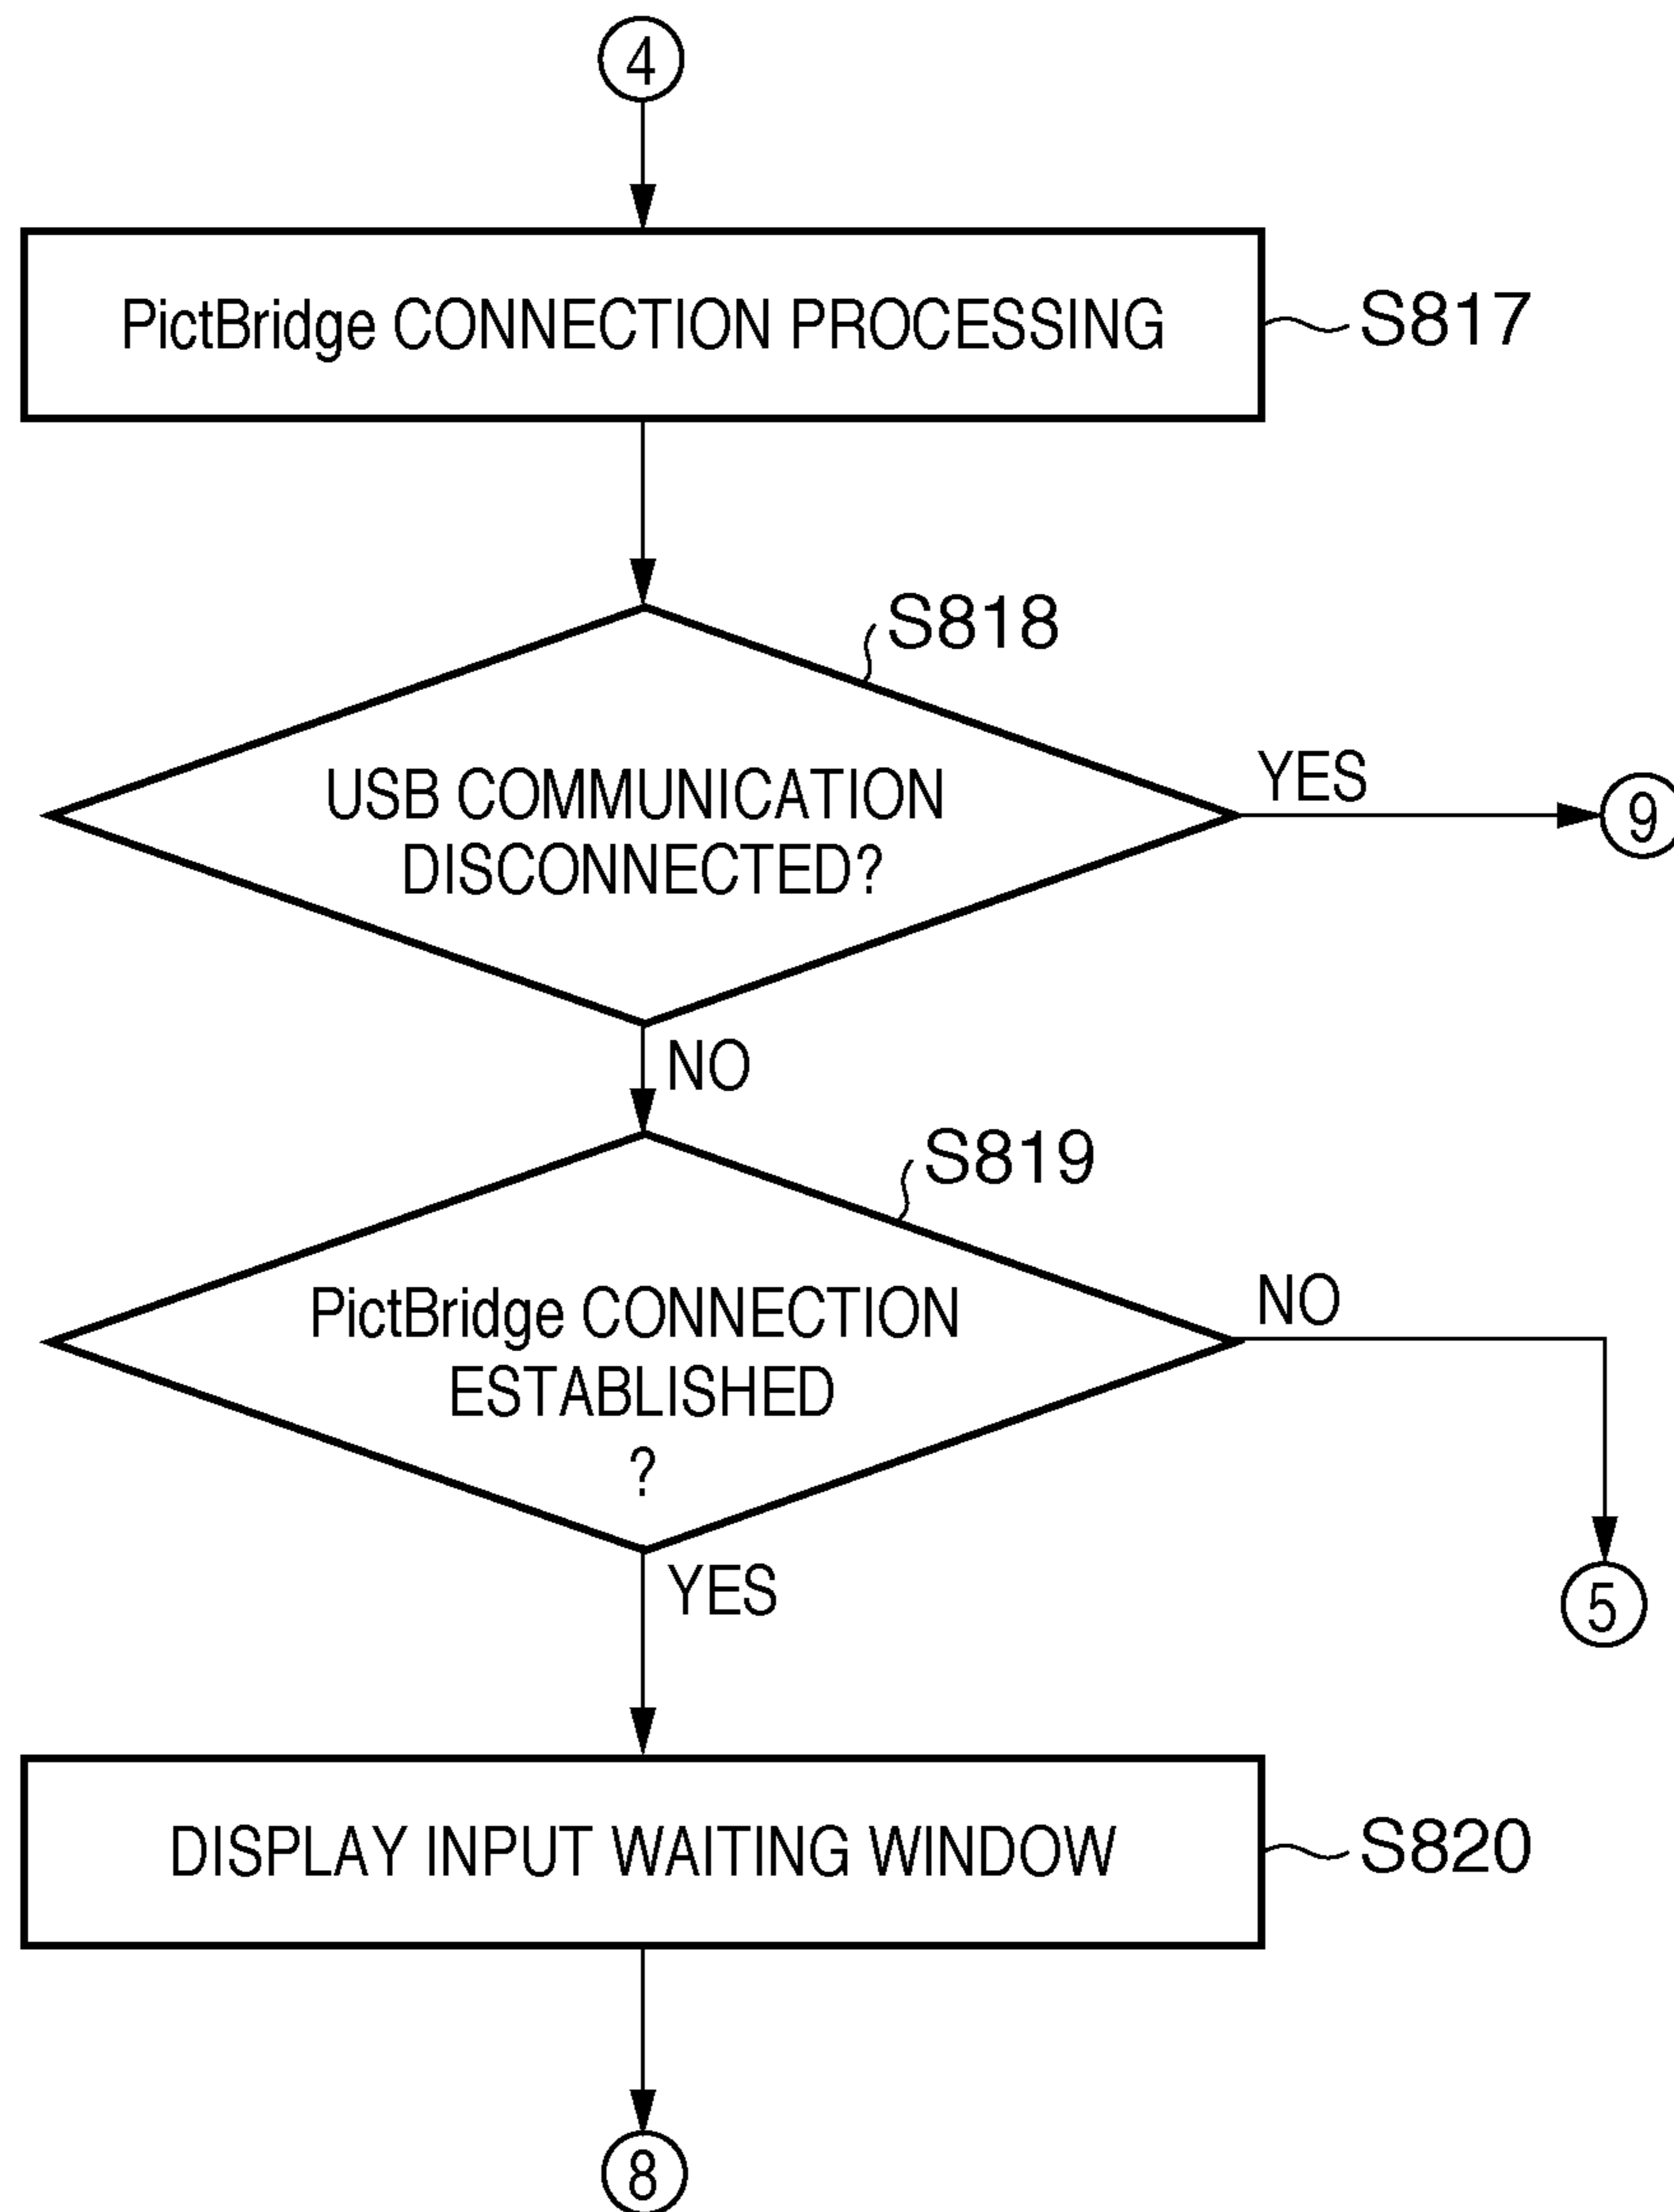 4
PictBridge CONNECTION PROCESSING
S817
S818
USB COMMUNICATION
DISCONNECTED?
YES
9
NO
S819
PictBridge CONNECTION
ESTABLISHED
?
NO
YES
5
DISPLAY INPUT WAITING WINDOW
S820
8